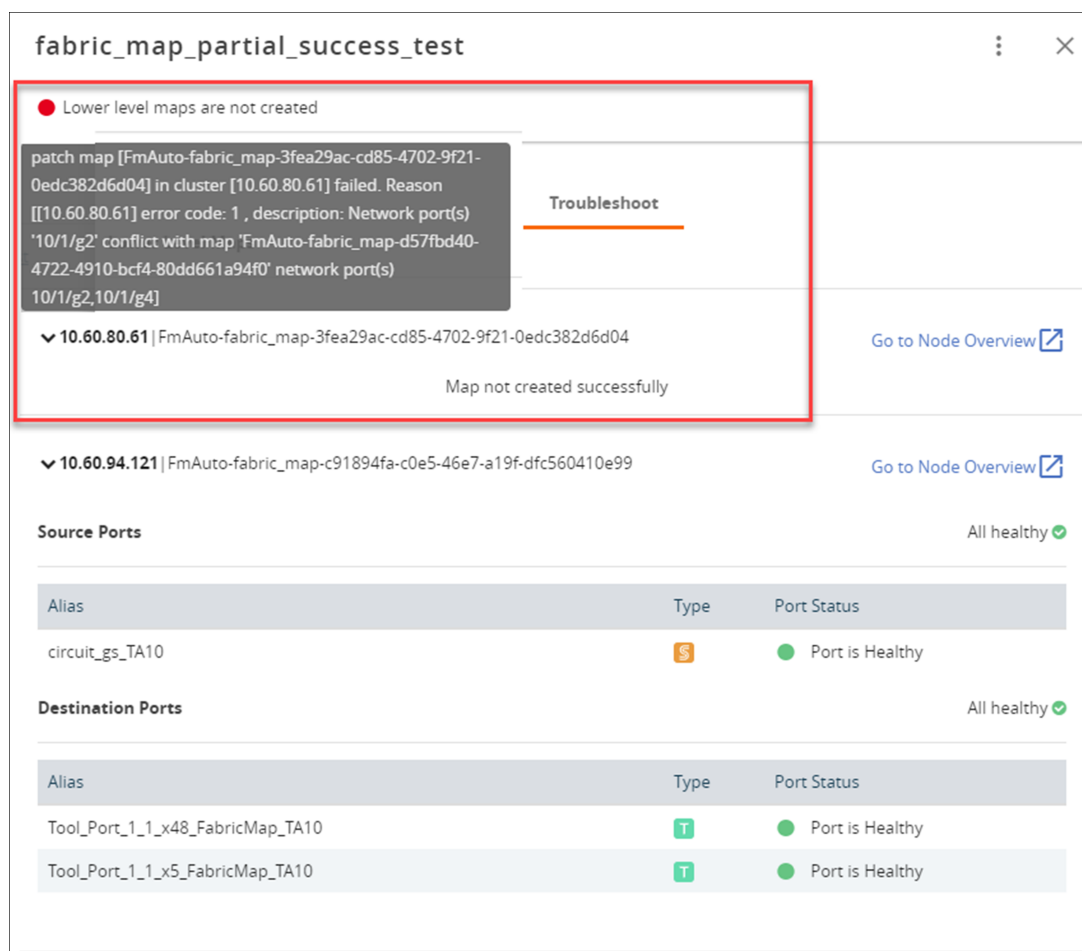 fabric_map_partial_success_test
Lower level maps are not created
patch map [FmAuto-fabric_map-3fea29ac-cd85-4702-9f21-
0edc382d6d04] in cluster [10.60.80.61] failed. Reason
[[10.60.80.61] error code: 1 , description: Network port(s)
'10/1/g2' conflict with map 'FmAuto-fabric_map-d57fbd40-
4722-4910-bcf4-80dd661a94f0' network port(s)
10/1/g2,10/1/g4]
Troubleshoot
10.60.80.61|FmAuto-fabric_map-3fea29ac-cd85-4702-9f21-0edc382d6d04
Go to Node Overview
Map not created successfully
10.60.94.121|FmAuto-fabric_map-c91894fa-c0e5-46e7-a19f-dfc560410e99
Go to Node Overview
Source Ports All healthy
Alias Type Port Status
circuit_gs_TA10 S Port is Healthy
Destination Ports All healthy
Alias Type Port Status
Tool_Port_1_1_x48_FabricMap_TA10 T Port is Healthy
Tool_Port_1_1_x5_FabricMap_TA10 T Port is Healthy